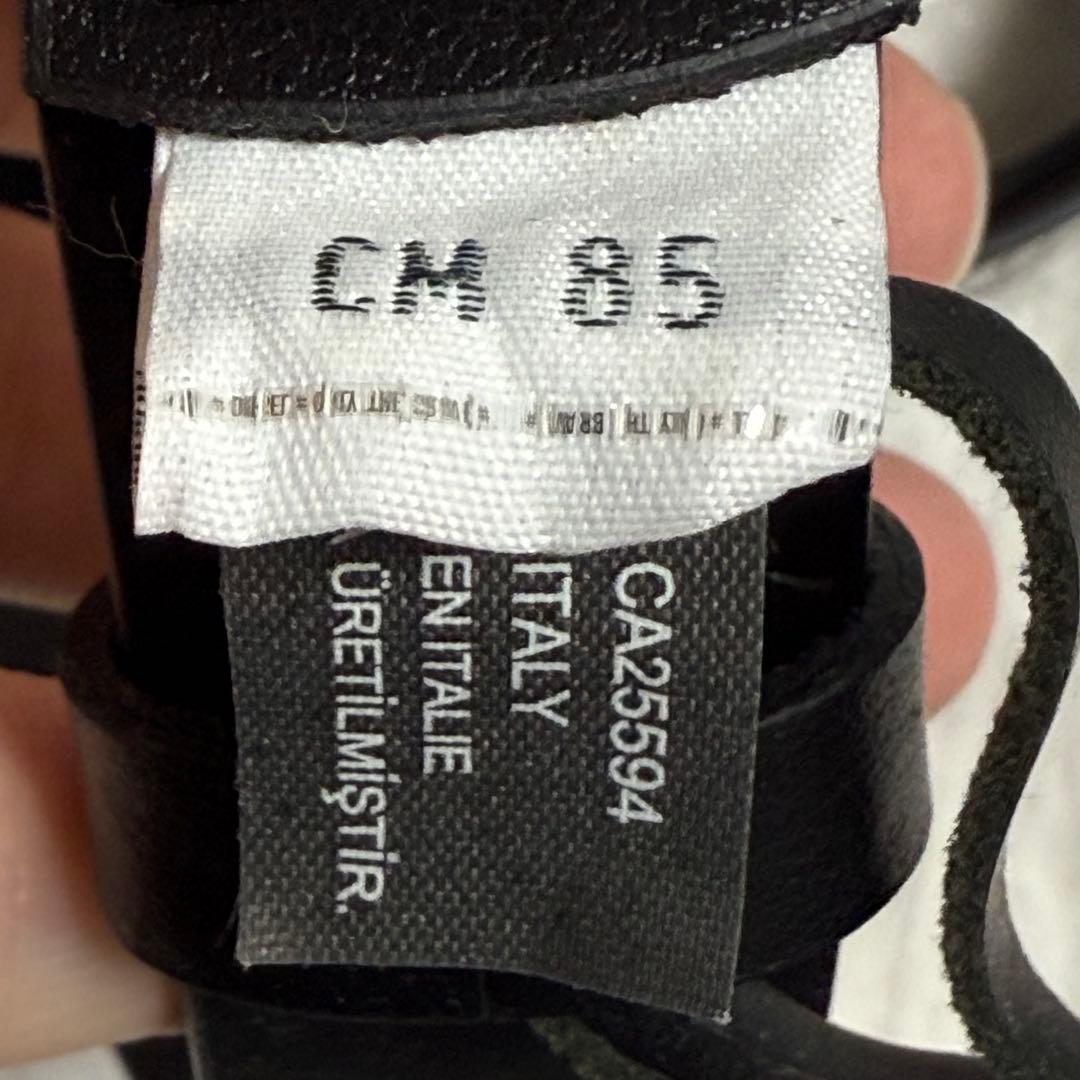 CM 85
CA25594
ITALY
EN ITALIE
ÜRETİLMİŞTİR.